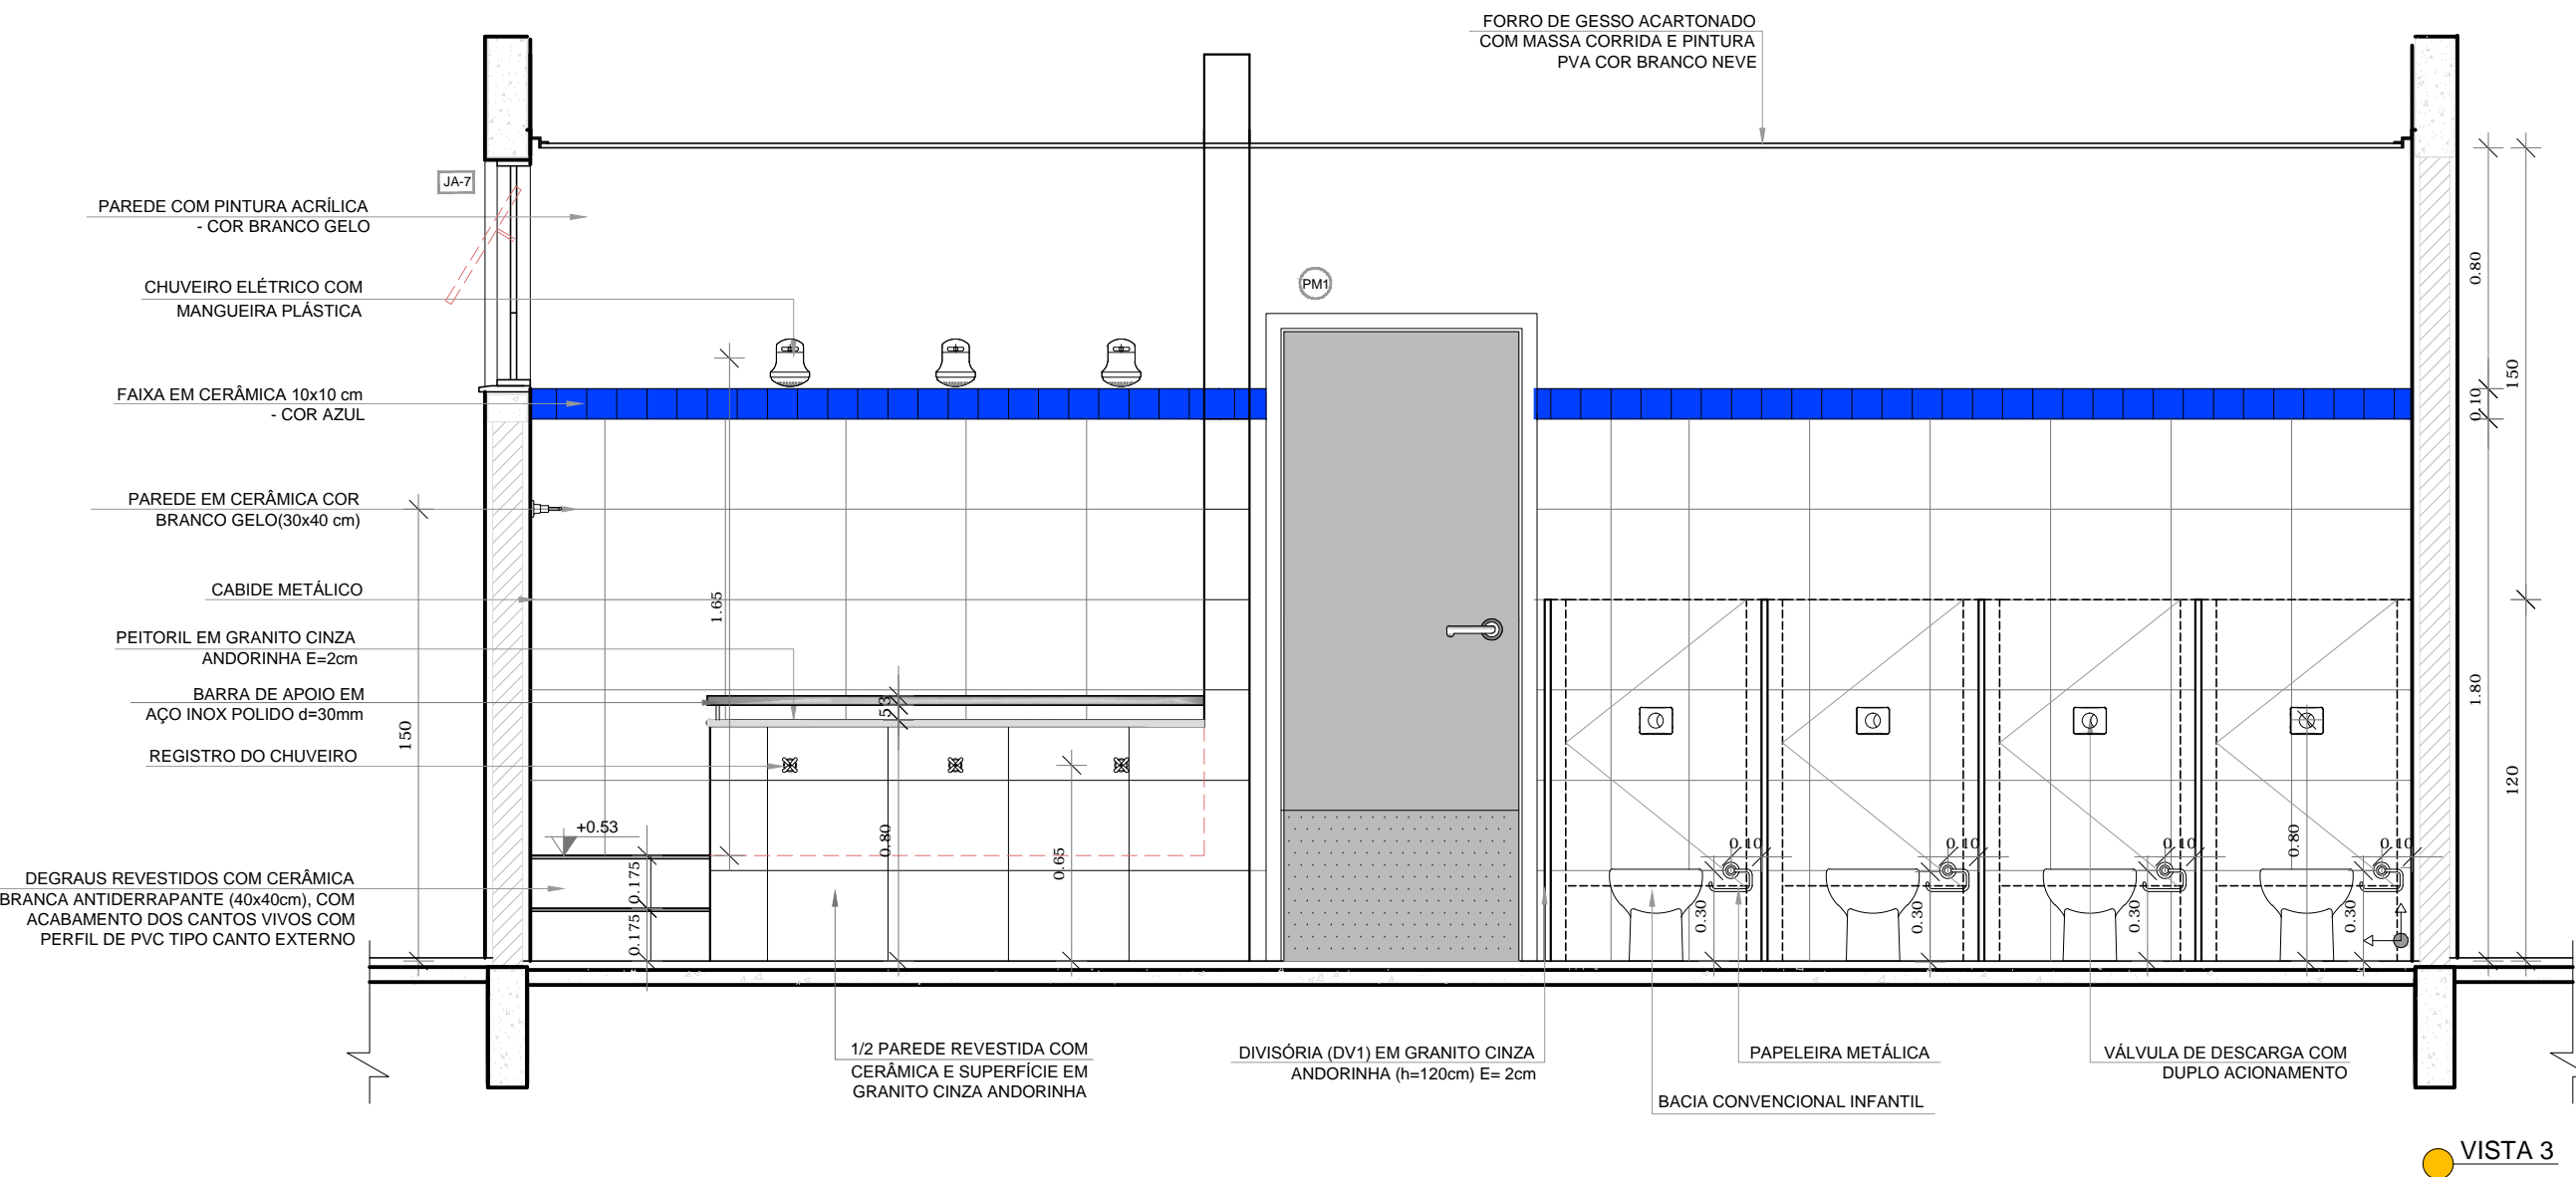 FORRO DE GESSO ACARTONADO
COM MASSA CORRIDA E PINTURA
PVA COR BRANCO NEVE
JA-7
PAREDE COM PINTURA ACRÍLICA
- COR BRANCO GELO
CHUVEIRO ELÉTRICO COM
MANGUEIRA PLÁSTICA
PM1
FAIXA EM CERÂMICA 10x10 cm
- COR AZUL
PAREDE EM CERÂMICA COR
BRANCO GELO(30x40 cm)
CABIDE METÁLICO
PEITORIL EM GRANITO CINZA
ANDORINHA E=2cm
BARRA DE APOIO EM
AÇO INOX POLIDO d=30mm
REGISTRO DO CHUVEIRO
DEGRAUS REVESTIDOS COM CERÂMICA
BRANCA ANTIDERRAPANTE (40x40cm), COM
ACABAMENTO DOS CANTOS VIVOS COM
PERFIL DE PVC TIPO CANTO EXTERNO
150
+0.53
0.175
0.175
1.65
5
3
0.80
0.65
0.10
0.10
0.10
0.10
0.30
0.30
0.30
0.80
0.30
0.80
0.10
1.80
150
120
1/2 PAREDE REVESTIDA COM
CERÂMICA E SUPERFÍCIE EM
GRANITO CINZA ANDORINHA
DIVISÓRIA (DV1) EM GRANITO CINZA
ANDORINHA (h=120cm) E= 2cm
PAPELEIRA METÁLICA
BACIA CONVENCIONAL INFANTIL
VÁLVULA DE DESCARGA COM
DUPLO ACIONAMENTO
VISTA 3